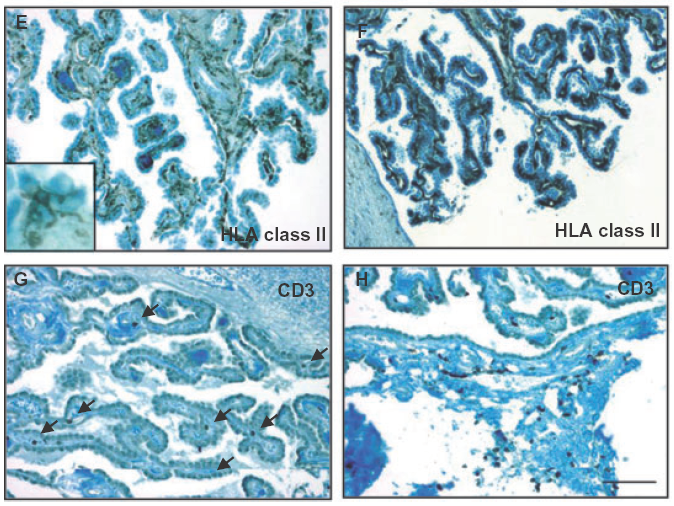 E
HLA class II
F
HLA class II
G
CD3
H
CD3